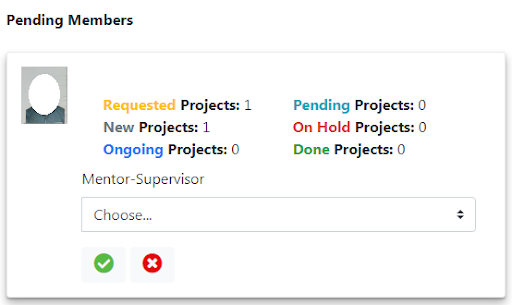 Pending Members
Requested Projects: 1 Pending Projects: 0
New Projects: 1 On Hold Projects: 0
Ongoing Projects: 0 Done Projects: 0
Mentor-Supervisor
Choose...